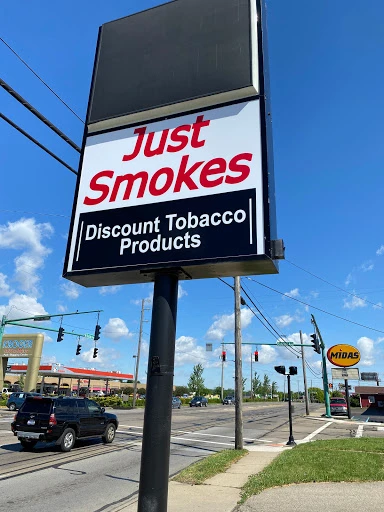 Just
Smokes
Discount Tobacco
Products
MIDAS